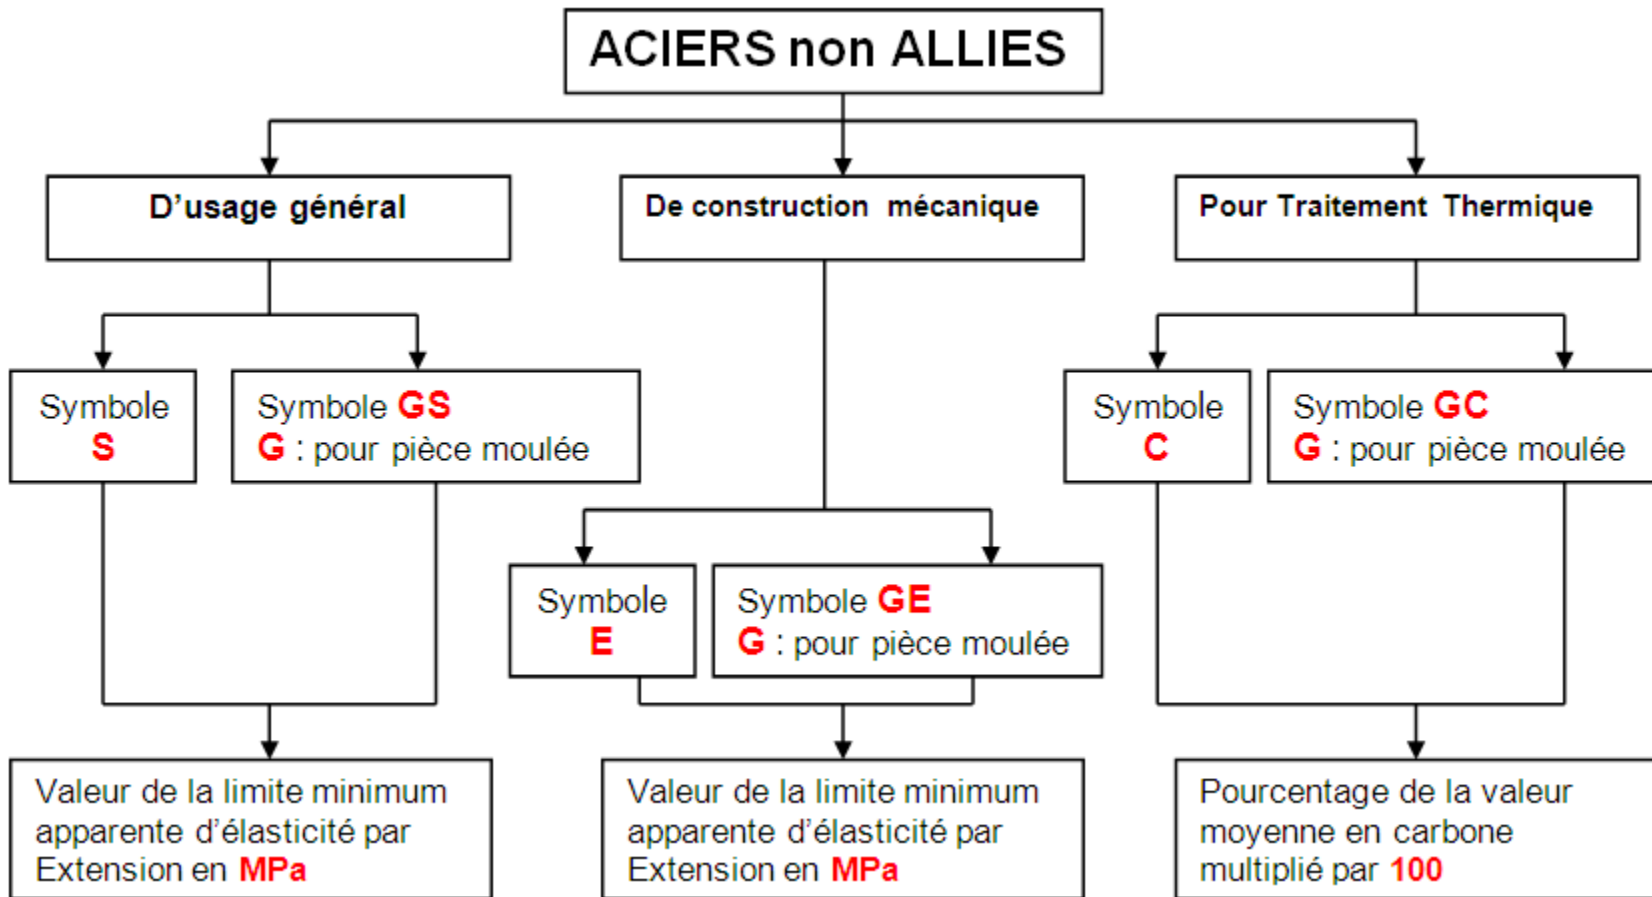 ACIERS non ALLIES
D'usage général
De construction mécanique
Pour Traitement Thermique
Symbole
S
Symbole GS
G : pour pièce moulée
Symbole
C
Symbole GC
G : pour pièce moulée
Symbole
E
Symbole GE
G : pour pièce moulée
Valeur de la limite minimum
apparente d'élasticité par
Extension en MPa
Valeur de la limite minimum
apparente d'élasticité par
Extension en MPa
Pourcentage de la valeur
moyenne en carbone
multiplié par 100